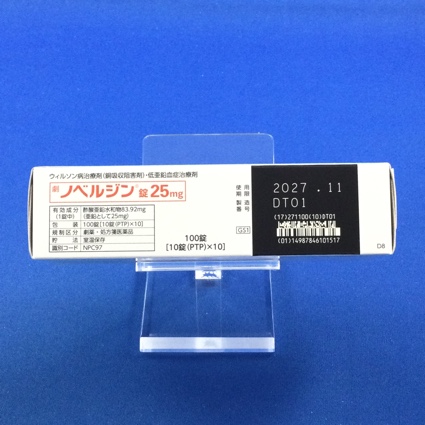 ウィルソン病治療剤(銅吸収阻害剤)・低亜鉛血症治療剤
劇 ノベルジン®錠25mg
有効成分(1錠中) 酢酸亜鉛水和物83.92mg
(亜鉛として25mg)
包装 100錠[10錠(PTP)×10]
規制区分 劇薬・処方箋医薬品
貯法 室温保存
識別コード NPC97
100錠
[10錠(PTP)×10]
GS1
使用期限 2027.11
製造番号 DT01
(17)271100(10)DT01
(01)14987846101517
D8